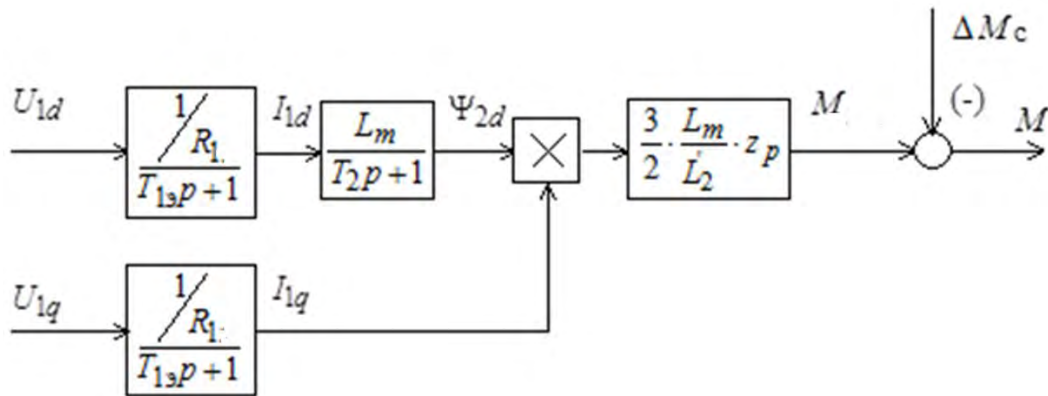 ΔMc
U1d
1/R1.
T1эp+1
I1d
Lm
T2p+1
Ψ2d
×
3/2 · Lm/L'2 · zp
M
(-)
M
U1q
1/R1.
T1эp+1
I1q